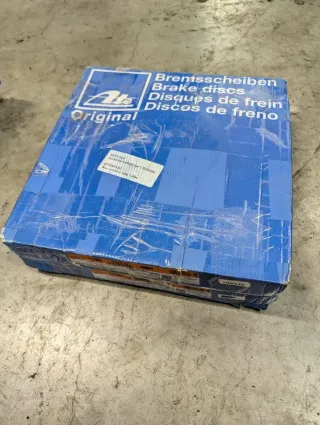 Bremsscheiben
Brake discs
Disques de frein
Discos de freno
Ate
Original